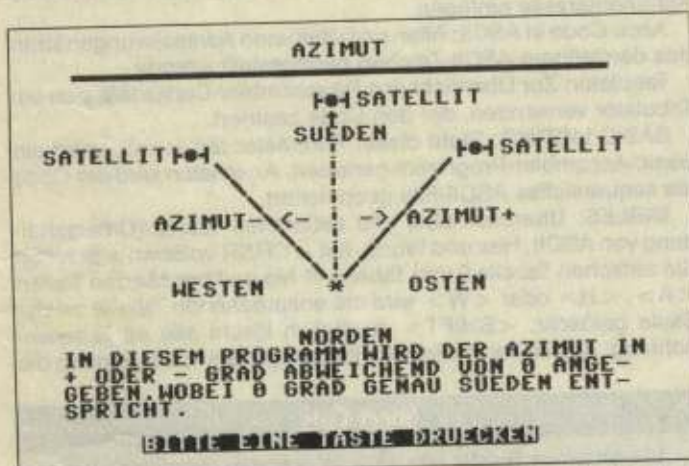 AZIMUT
SATELLIT
SUEDEN
SATELLIT SATELLIT
AZIMUT- <- -> AZIMUT+
WESTEN * OSTEN
NORDEN
IN DIESEM PROGRAMM WIRD DER AZIMUT IN
+ ODER - GRAD ABWEICHEND VON 0 ANGE-
GEBEN.WOBEI 0 GRAD GENAU SUEDEN ENT-
SPRICHT.
BITTE EINE TASTE DRUECKEN